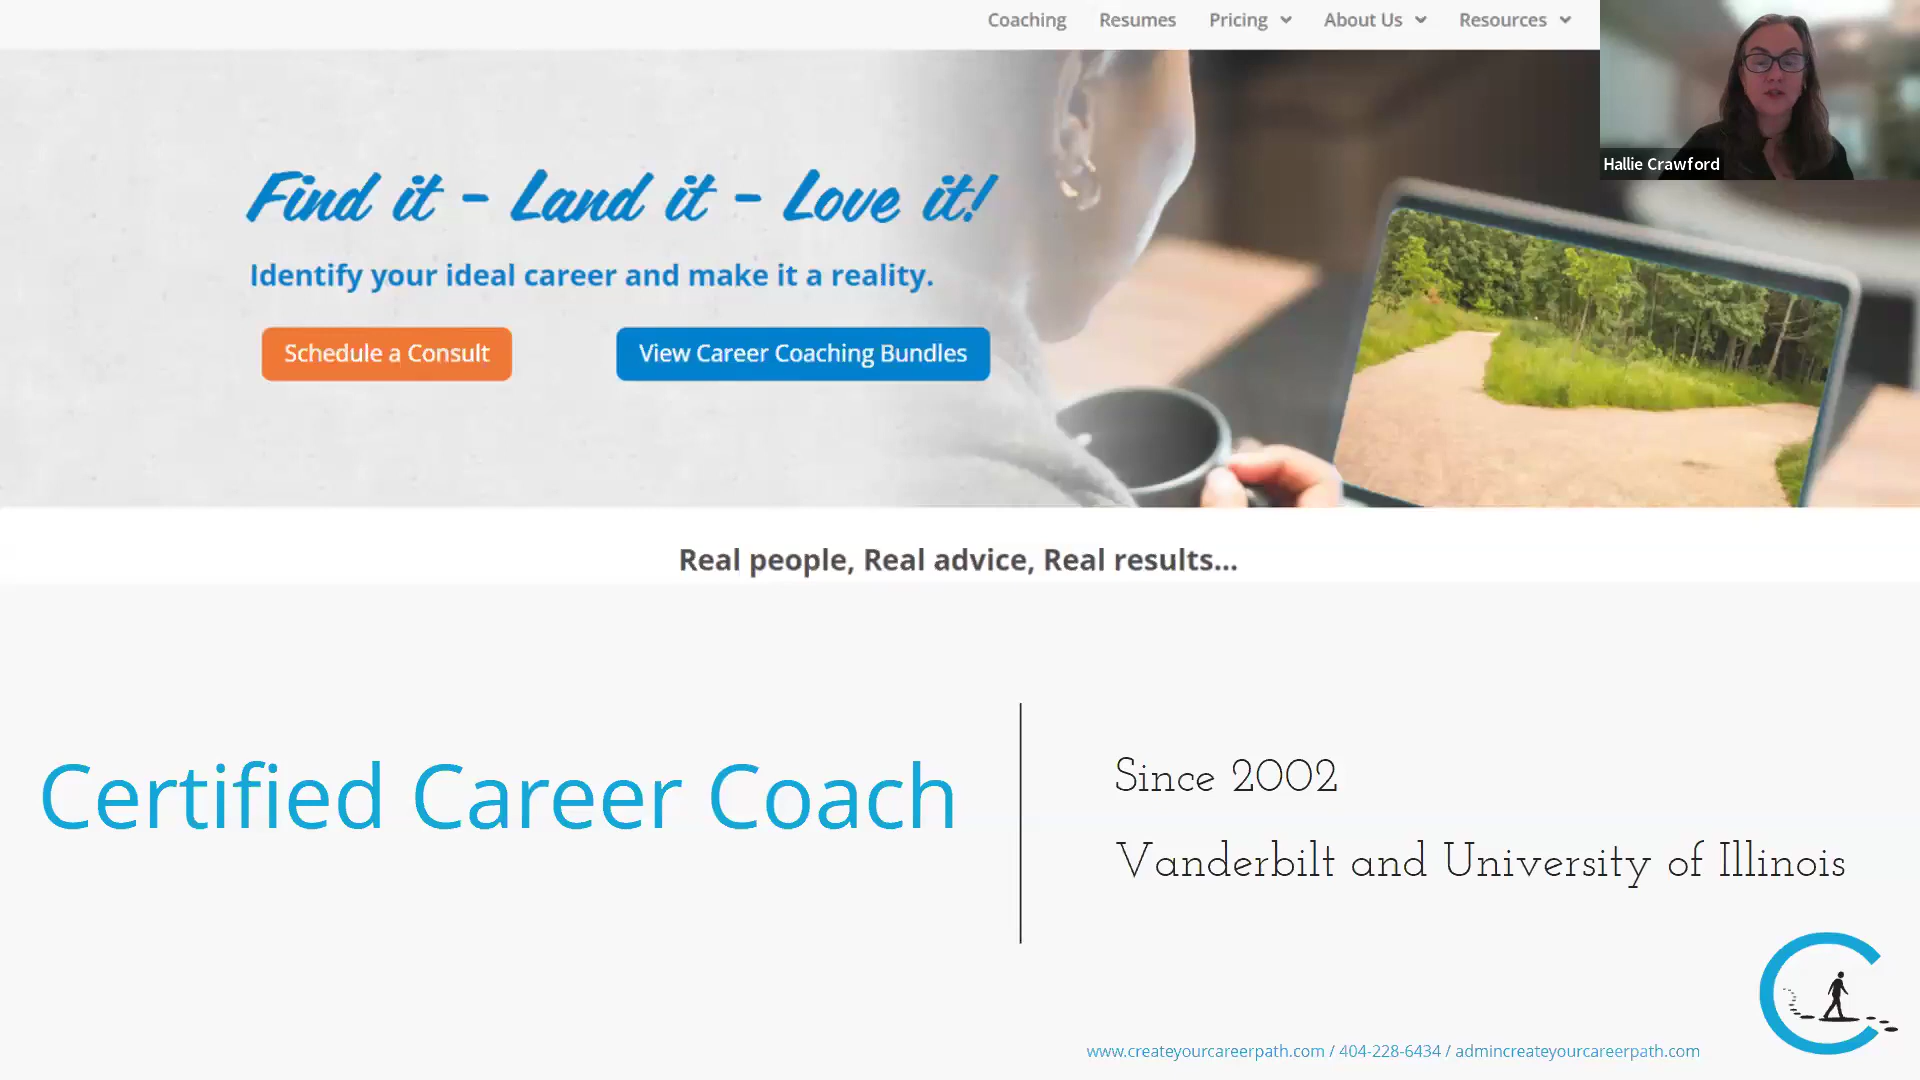 Coaching Resumes Pricing About Us Resources
Hallie Crawford
Find it - Land it - Love it!
Identify your ideal career and make it a reality.
Schedule a Consult View Career Coaching Bundles
Real people, Real advice, Real results...
Certified Career Coach
Since 2002
Vanderbilt and University of Illinois
www.createyourcareerpath.com / 404-228-6434 / admincreateyourcareerpath.com